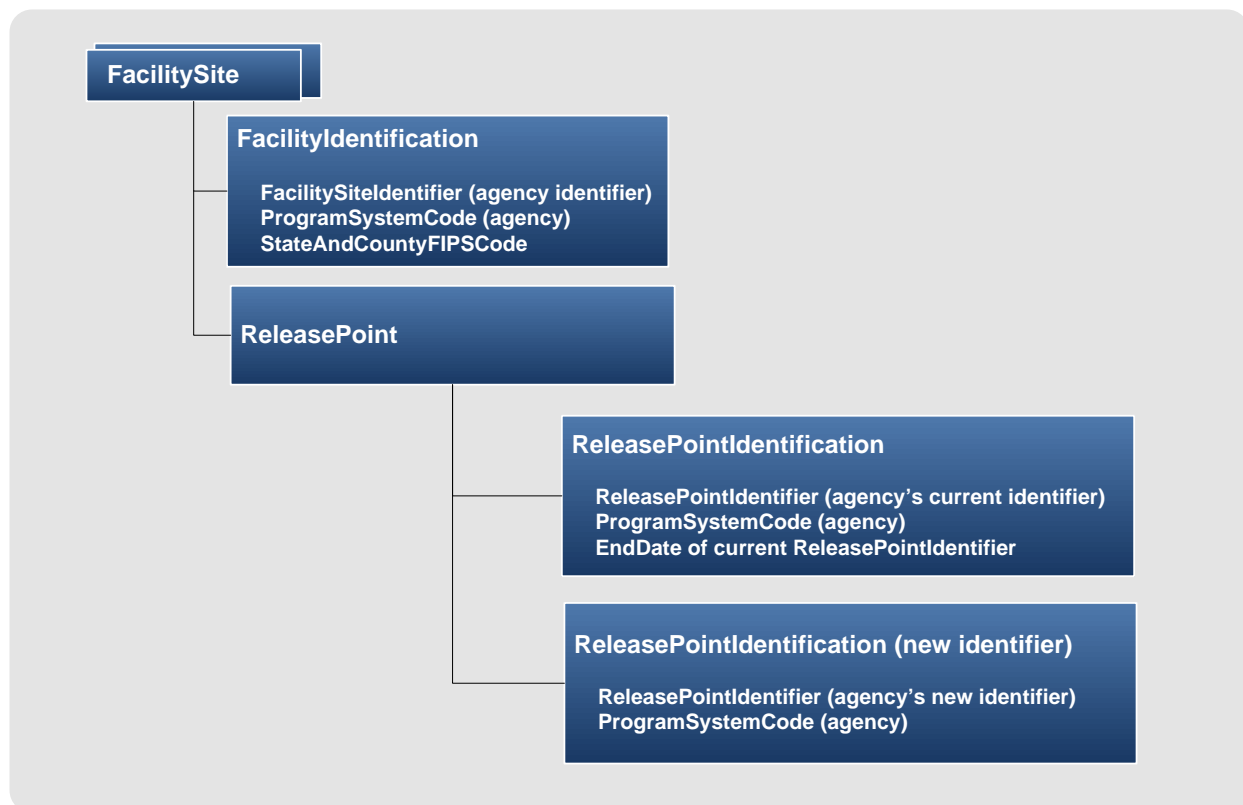 FacilitySite
FacilityIdentification
FacilitySiteIdentifier (agency identifier)
ProgramSystemCode (agency)
StateAndCountyFIPSCode
ReleasePoint
ReleasePointIdentification
ReleasePointIdentifier (agency’s current identifier)
ProgramSystemCode (agency)
EndDate of current ReleasePointIdentifier
ReleasePointIdentification (new identifier)
ReleasePointIdentifier (agency’s new identifier)
ProgramSystemCode (agency)